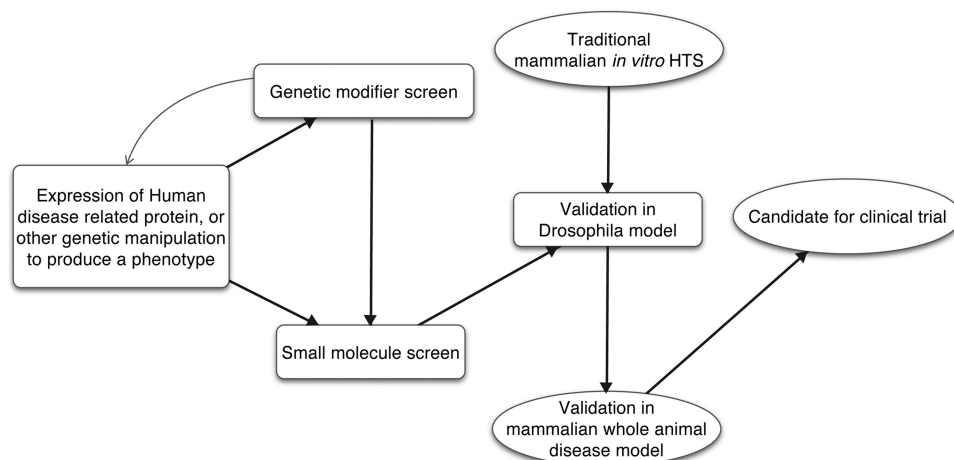 Traditional
mammalian in vitro HTS
Genetic modifier screen
Expression of Human
disease related protein, or
other genetic manipulation
to produce a phenotype
Validation in
Drosophila model
Candidate for clinical trial
Small molecule screen
Validation in
mammalian whole animal
disease model